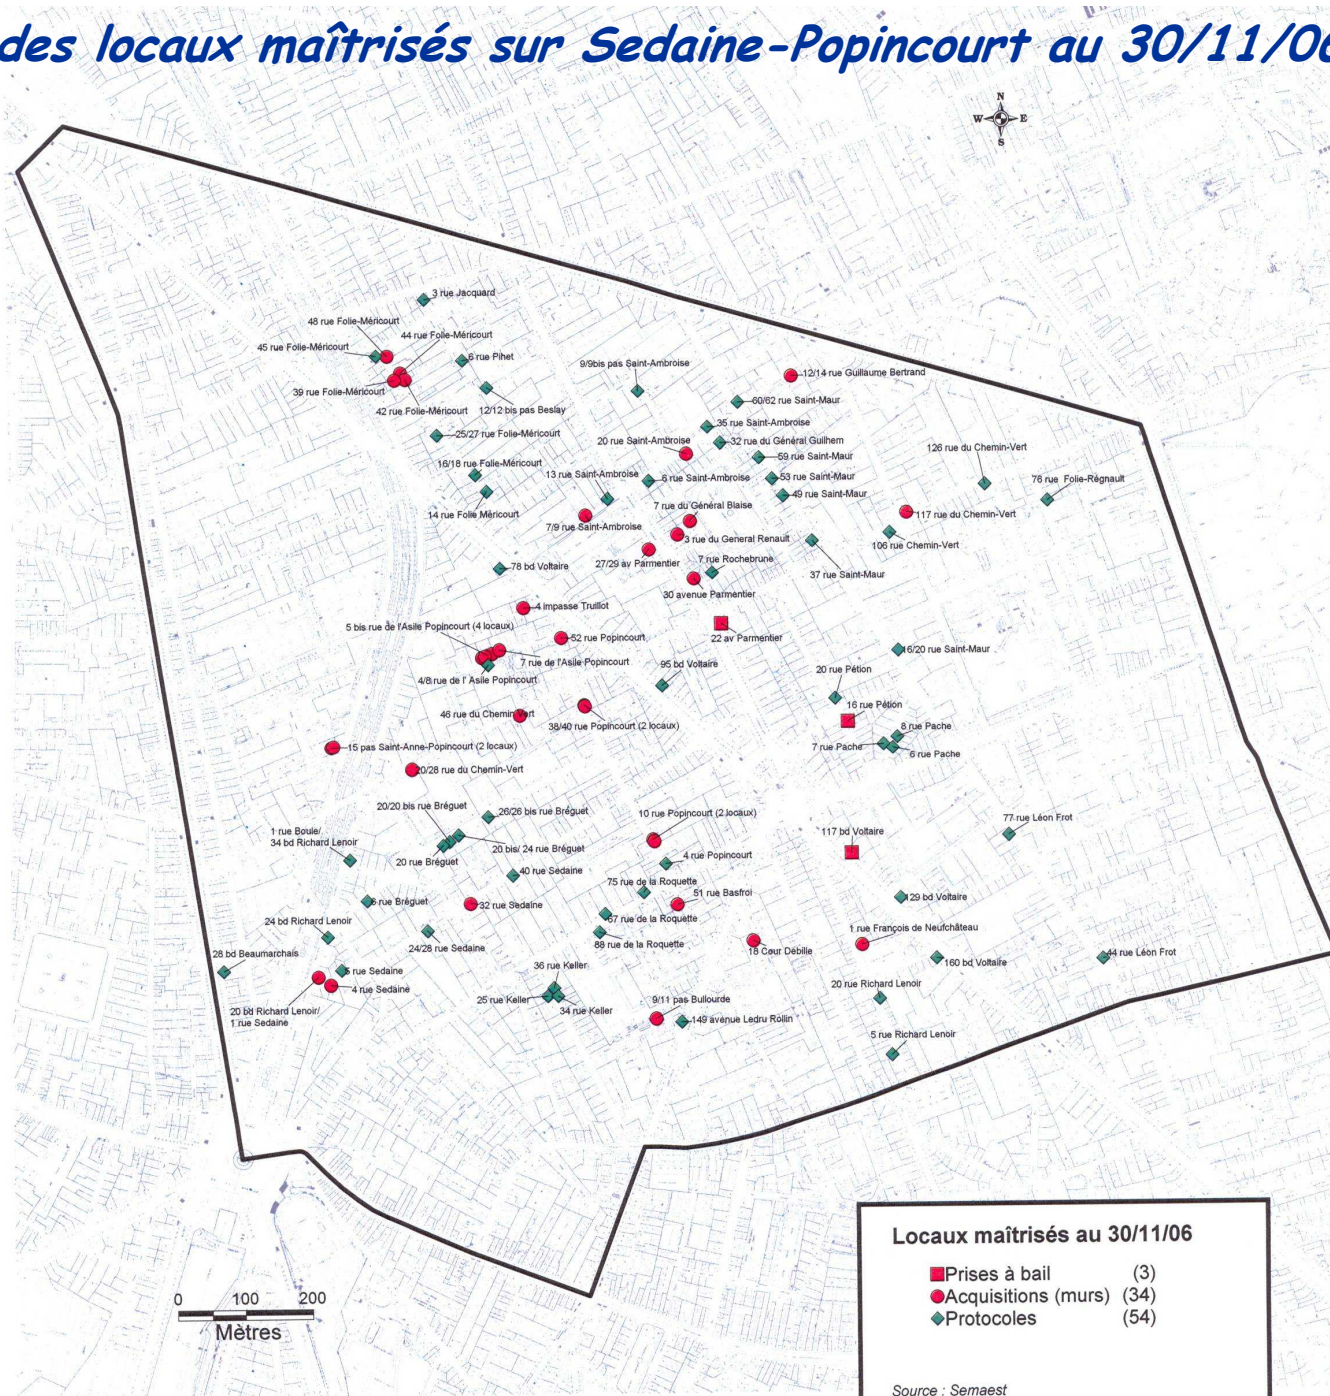 des locaux maîtrisés sur Sedaine-Popincourt au 30/11/06
N
W E
S
3 rue Jacquard
48 rue Folie-Méricourt
44 rue Folie-Méricourt
45 rue Folie-Méricourt
6 rue Pihet
9/9bis pas Saint-Ambroise
12/14 rue Guillaume Bertrand
39 rue Folie-Méricourt
42 rue Folie-Méricourt
12/12 bis pas Beslay
60/62 rue Saint-Maur
35 rue Saint-Ambroise
25/27 rue Folie-Méricourt
20 rue Saint-Ambroise
32 rue du Général Guilhem
126 rue du Chemin-Vert
59 rue Saint-Maur
16/18 rue Folie-Méricourt
13 rue Saint-Ambroise
6 rue Saint-Ambroise
53 rue Saint-Maur
76 rue Folie-Régnault
49 rue Saint-Maur
14 rue Folie Méricourt
7 rue du Général Blaise
117 rue du Chemin-Vert
7/9 rue Saint-Ambroise
3 rue du General Renault
106 rue Chemin-Vert
27/29 av Parmentier
7 rue Rochebrune
78 bd Voltaire
37 rue Saint-Maur
30 avenue Parmentier
4 impasse Truillot
5 bis rue de l'Asile Popincourt (4 locaux)
52 rue Popincourt
22 av Parmentier
16/20 rue Saint-Maur
7 rue de l'Asile Popincourt
95 bd Voltaire
4/8 rue de l' Asile Popincourt
20 rue Pétion
16 rue Pétion
46 rue du Chemin Vert
38/40 rue Popincourt (2 locaux)
8 rue Pache
15 pas Saint-Anne-Popincourt (2 locaux)
7 rue Pache
6 rue Pache
20/28 rue du Chemin-Vert
20/20 bis rue Bréguet
26/26 bis rue Bréguet
10 rue Popincourt (2 locaux)
77 rue Léon Frot
1 rue Boule/
34 bd Richard Lenoir
117 bd Voltaire
20 bis/ 24 rue Bréguet
20 rue Bréguet
4 rue Popincourt
40 rue Sedaine
75 rue de la Roquette
51 rue Basfroi
129 bd Voltaire
6 rue Bréguet
32 rue Sedaine
67 rue de la Roquette
24 bd Richard Lenoir
1 rue François de Neufchâteau
24/28 rue Sedaine
88 rue de la Roquette
18 Cour Debille
28 bd Beaumarchais
44 rue Léon Frot
160 bd Voltaire
36 rue Keller
5 rue Sedaine
4 rue Sedaine
20 rue Richard Lenoir
25 rue Keller
9/11 pas Bullourde
20 bd Richard Lenoir/
1 rue Sedaine
34 rue Keller
149 avenue Ledru Rollin
5 rue Richard Lenoir
Locaux maîtrisés au 30/11/06
Prises à bail (3)
Acquisitions (murs) (34)
Protocoles (54)
0 100 200
Mètres
Source : Semaest